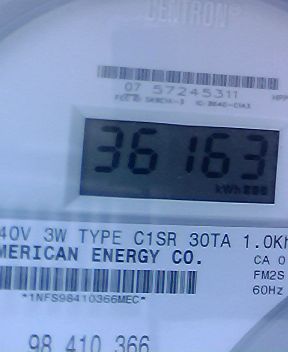 CENTRON®
07 57245311
36163
kWh
40V 3W TYPE C1SR 30TA 1.0Kh
MERICAN ENERGY CO.
CA 0
FM2S
60Hz
*1NFS98410366MEC*
98 410 366